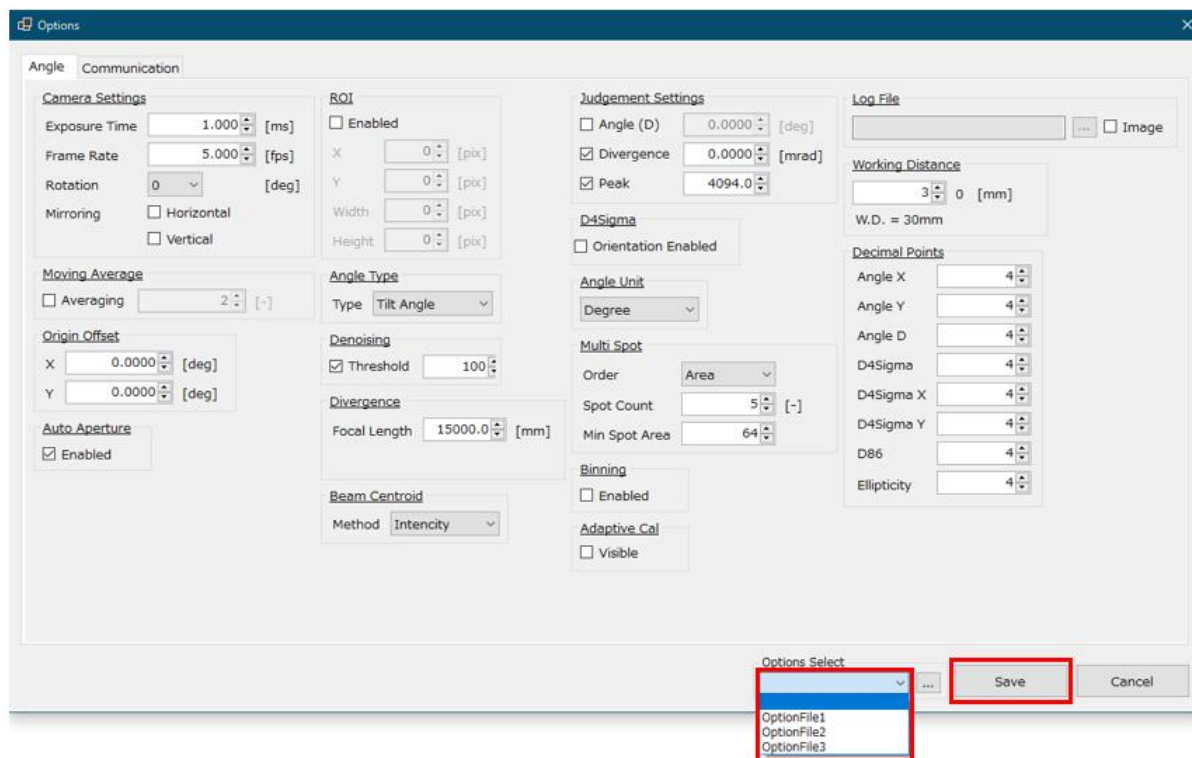 Options
Angle Communication
Camera Settings
Exposure Time 1.000 [ms]
Frame Rate 5.000 [fps]
Rotation 0 [deg]
Mirroring Horizontal
Vertical
Moving Average
Averaging 2 [-]
Origin Offset
X 0.0000 [deg]
Y 0.0000 [deg]
Auto Aperture
Enabled
ROI
Enabled
X 0 [pix]
Y 0 [pix]
Width 0 [pix]
Height 0 [pix]
Angle Type
Type Tilt Angle
Denoising
Threshold 100
Divergence
Focal Length 15000.0 [mm]
Beam Centroid
Method Intencity
Judgement Settings
Angle (D) 0.0000 [deg]
Divergence 0.0000 [mrad]
Peak 4094.0
D4Sigma
Orientation Enabled
Angle Unit
Degree
Multi Spot
Order Area
Spot Count 5 [-]
Min Spot Area 64
Binning
Enabled
Adaptive Cal
Visible
Log File
... Image
Working Distance
3 0 [mm]
W.D. = 30mm
Decimal Points
Angle X 4
Angle Y 4
Angle D 4
D4Sigma 4
D4Sigma X 4
D4Sigma Y 4
D86 4
Ellipticity 4
Options Select
... Save Cancel
OptionFile1
OptionFile2
OptionFile3